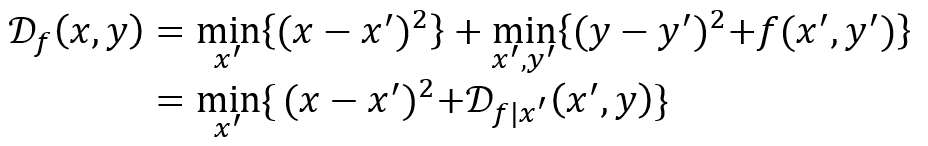 𝒟_f(x, y) = min_{x′}{(x − x′)²} + min_{x′,y′}{(y − y′)²+f(x′, y′)}
= min_{x′}{ (x − x′)²+𝒟_{f|x′}(x′, y)}